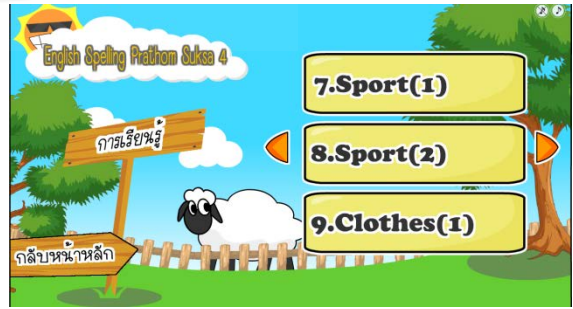 English Spelling Prathom Suksa 4
7.Sport(1)
การเรียนรู้
8.Sport(2)
9.Clothes(1)
กลับหน้าหลัก